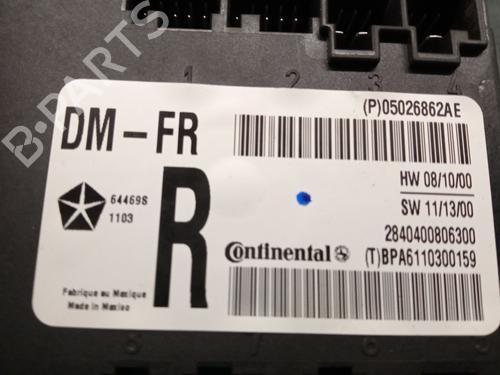 1 2 3 4
(P)05026862AE
DM-FR
HW 08/10/00
64469S
1103
SW 11/13/00
R
2840400806300
Continental
(T)BPA6110300159
Fabrique au Mexique
Made in Mexico
B-PARTS